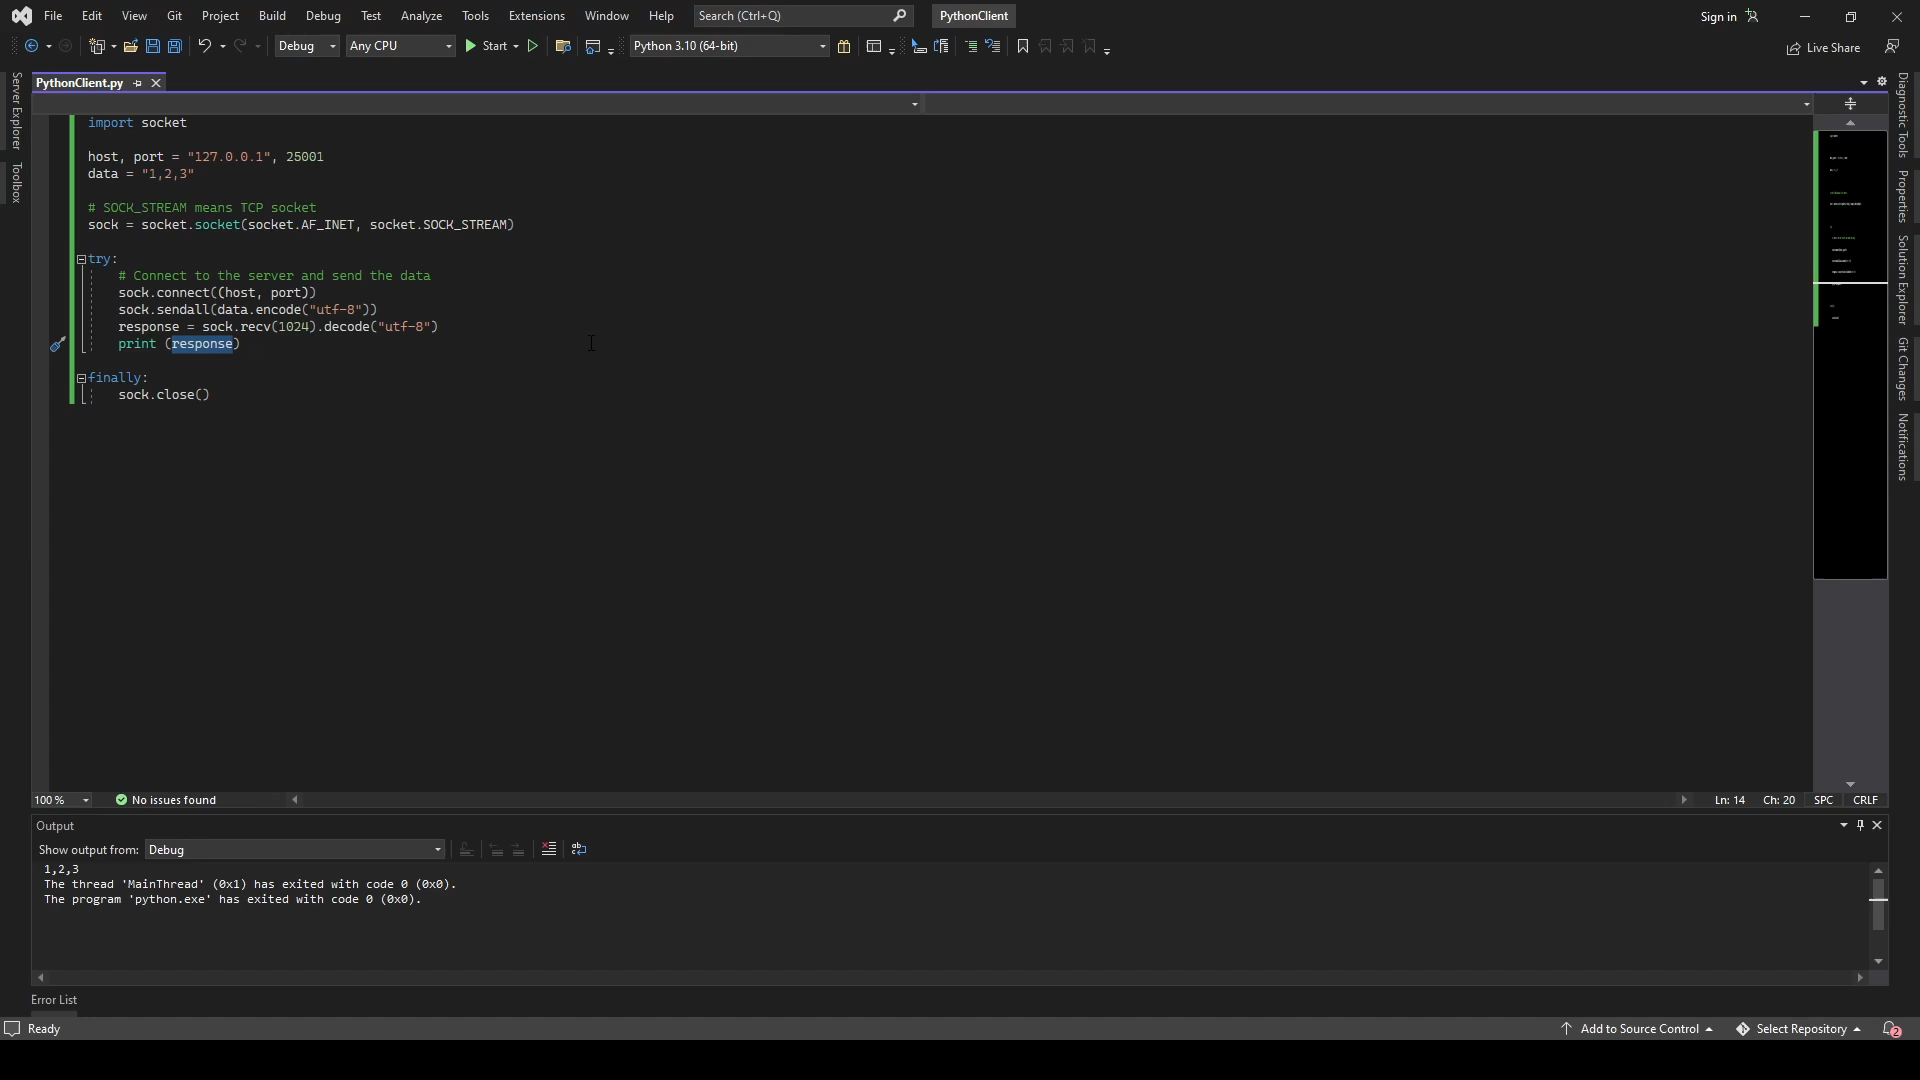 File Edit View Git Project Build Debug Test Analyze Tools Extensions Window Help Search (Ctrl+Q) PythonClient Sign in
Debug Any CPU Start Python 3.10 (64-bit) Live Share
PythonClient.py
Server Explorer
Toolbox
import socket
host, port = "127.0.0.1", 25001
data = "1,2,3"
# SOCK_STREAM means TCP socket
sock = socket.socket(socket.AF_INET, socket.SOCK_STREAM)
try:
# Connect to the server and send the data
sock.connect((host, port))
sock.sendall(data.encode("utf-8"))
response = sock.recv(1024).decode("utf-8")
print (response)
finally:
sock.close()
Diagnostic Tools
Properties
Solution Explorer
Git Changes
Notifications
100 % No issues found Ln: 14 Ch: 20 SPC CRLF
Output
Show output from: Debug
1,2,3
The thread 'MainThread' (0x1) has exited with code 0 (0x0).
The program 'python.exe' has exited with code 0 (0x0).
Error List
Ready Add to Source Control Select Repository 2